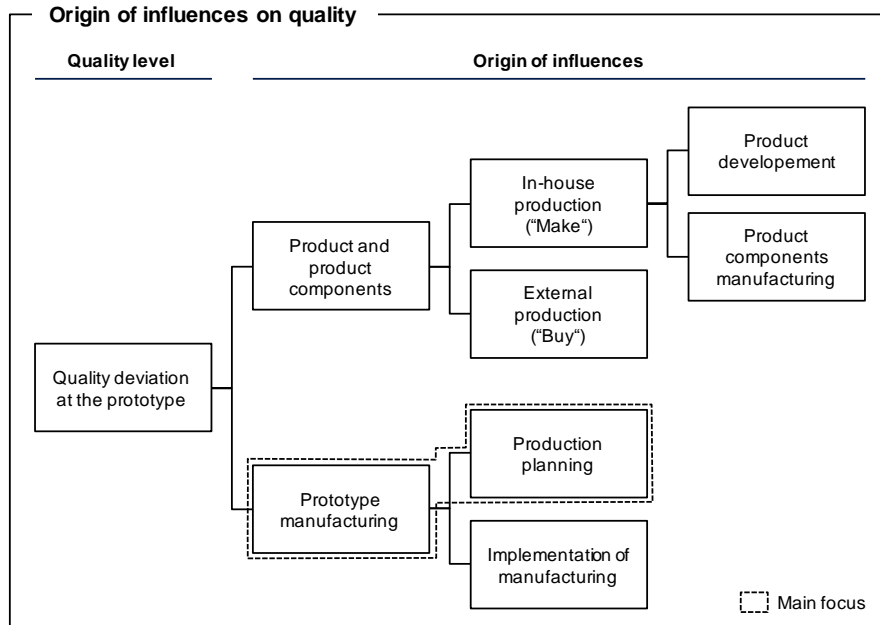 Origin of influences on quality
Quality level
Origin of influences
Product
developement
In-house
production
(“Make“)
Product and
product
components
Product
components
manufacturing
External
production
(“Buy“)
Quality deviation
at the prototype
Production
planning
Prototype
manufacturing
Implementation of
manufacturing
Main focus